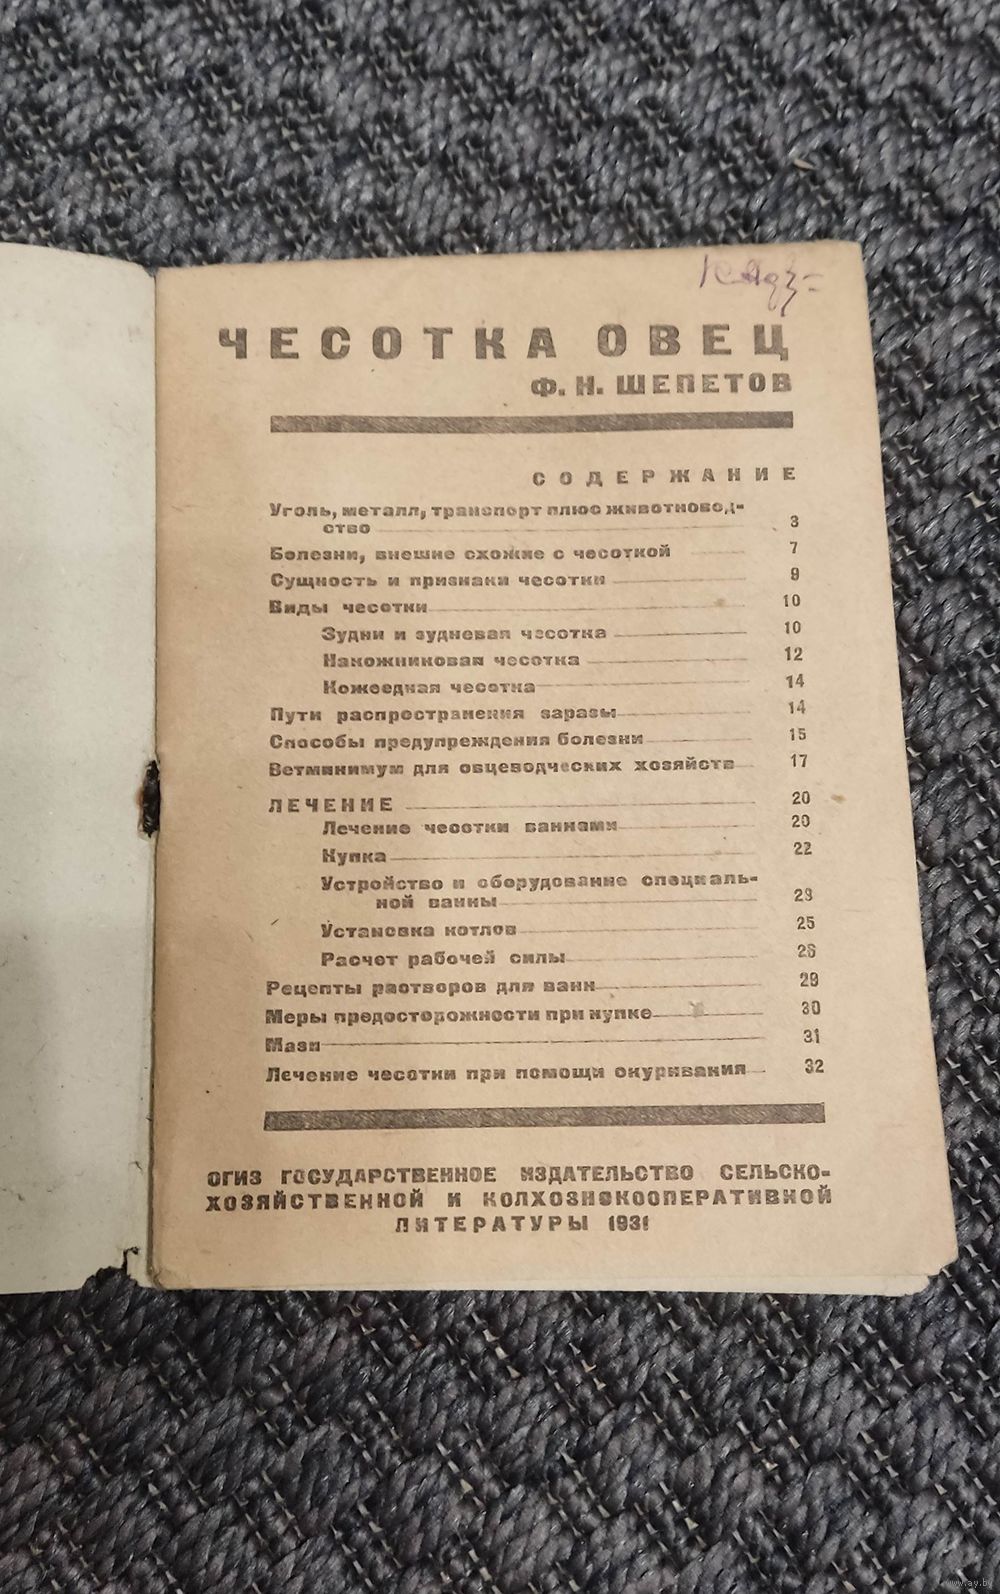 ЧЕСОТКА ОВЕЦ
Ф. Н. ШЕПЕТОВ
СОДЕРЖАНИЕ
Уголь, металл, транспорт плюс животновод-
ство 3
Болезни, внешне схожие с чесоткой 7
Сущность и признаки чесотки 9
Виды чесотки 10
Зудни и зудневая чесотка 10
Накожниковая чесотка 12
Кожеедная чесотка 14
Пути распространения заразы 14
Способы предупреждения болезни 15
Ветминимум для овцеводческих хозяйств 17
ЛЕЧЕНИЕ 20
Лечение чесотки ваннами 20
Купка 22
Устройство и оборудование специаль-
ной ванны 23
Установка котлов 25
Расчет рабочей силы 26
Рецепты растворов для ванн 29
Меры предосторожности при купке 30
Мази 31
Лечение чесотки при помощи окуривания 32
ОГИЗ ГОСУДАРСТВЕННОЕ ИЗДАТЕЛЬСТВО СЕЛЬСКО-
ХОЗЯЙСТВЕННОЙ И КОЛХОЗНОКООПЕРАТИВНОЙ
ЛИТЕРАТУРЫ 1931
www.ay.by